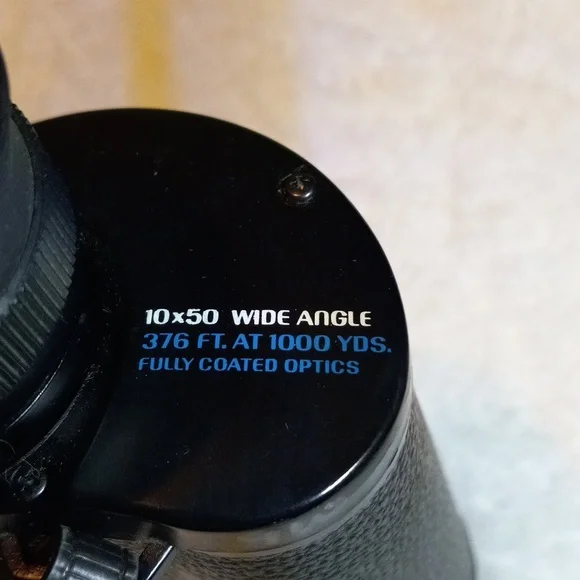 10x50 WIDE ANGLE
376 FT. AT 1000 YDS.
FULLY COATED OPTICS